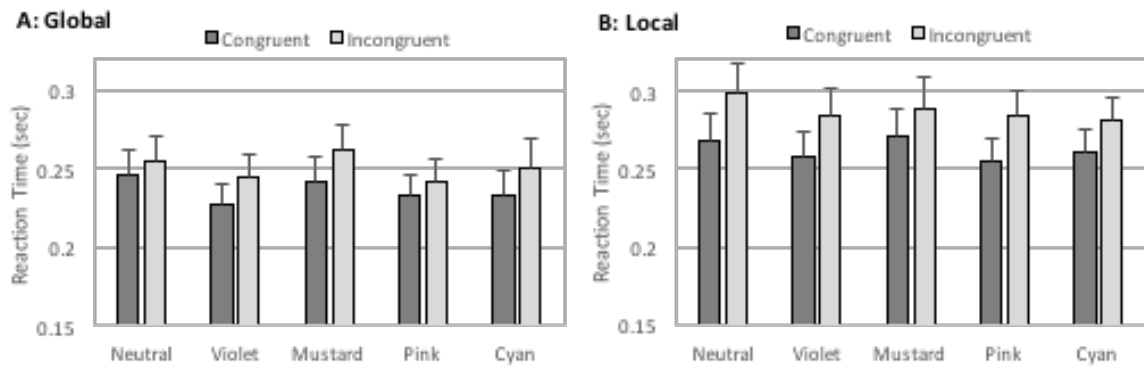 A: Global
Congruent Incongruent
Reaction Time (sec)
0.3
0.25
0.2
0.15
Neutral Violet Mustard Pink Cyan
B: Local
Congruent Incongruent
Reaction Time (sec)
0.3
0.25
0.2
0.15
Neutral Violet Mustard Pink Cyan